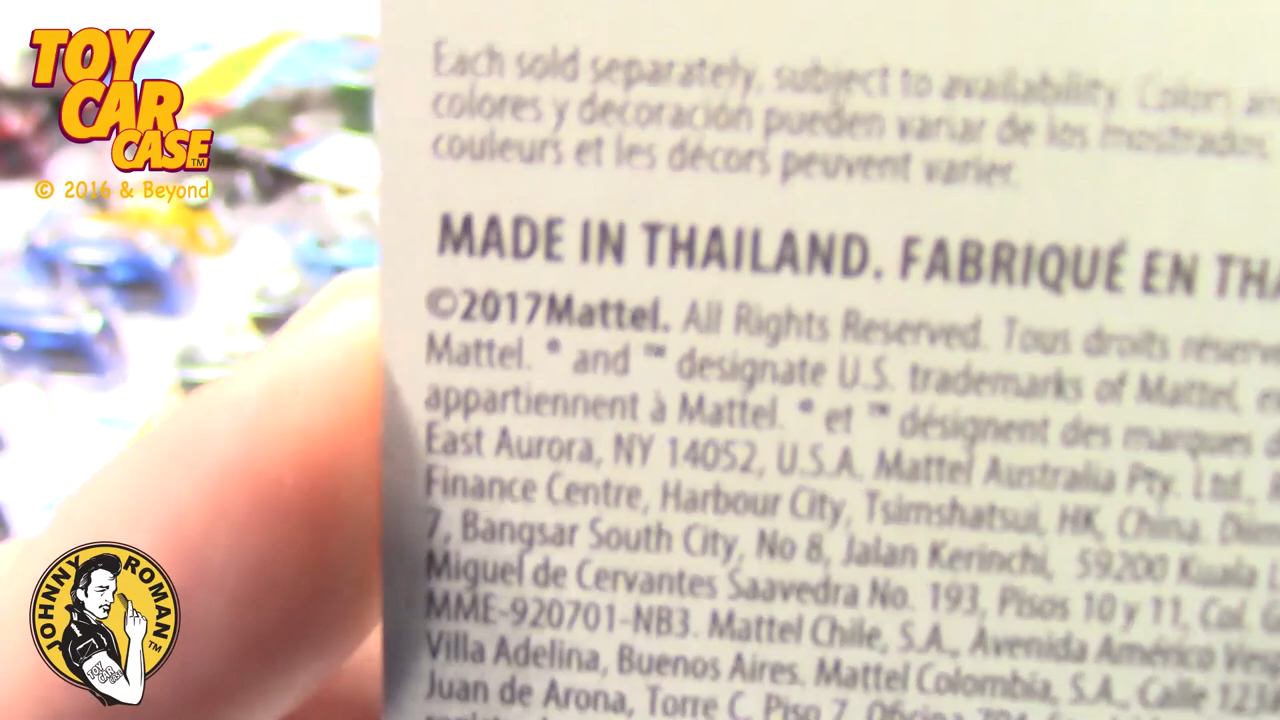 TOY
CAR
CASE™
© 2016 & Beyond
Each sold separately, subject to availability. Colors
colores y decoración pueden variar de los mostrados.
couleurs et les décors peuvent varier.
MADE IN THAILAND. FABRIQUÉ EN
©2017Mattel. All Rights Reserved. Tous droits
Mattel. ® and ™ designate U.S. trademarks of Mattel,
appartiennent à Mattel. ® et ™ désignent des marques
East Aurora, NY 14052, U.S.A. Mattel Australia Pty. Ltd.,
Finance Centre, Harbour City, Tsimshatsui, HK, China.
7, Bangsar South City, No 8, Jalan Kerinchi, 59200 Kuala
Miguel de Cervantes Saavedra No. 193, Pisos 10 y 11, Col.
MME-920701-NB3. Mattel Chile, S.A., Avenida Américo
Villa Adelina, Buenos Aires. Mattel Colombia, S.A., Calle
Juan de Arona, Torre C, Piso 7, Oficina
JOHNNY ROMAN™
TOY
CAR
CASE